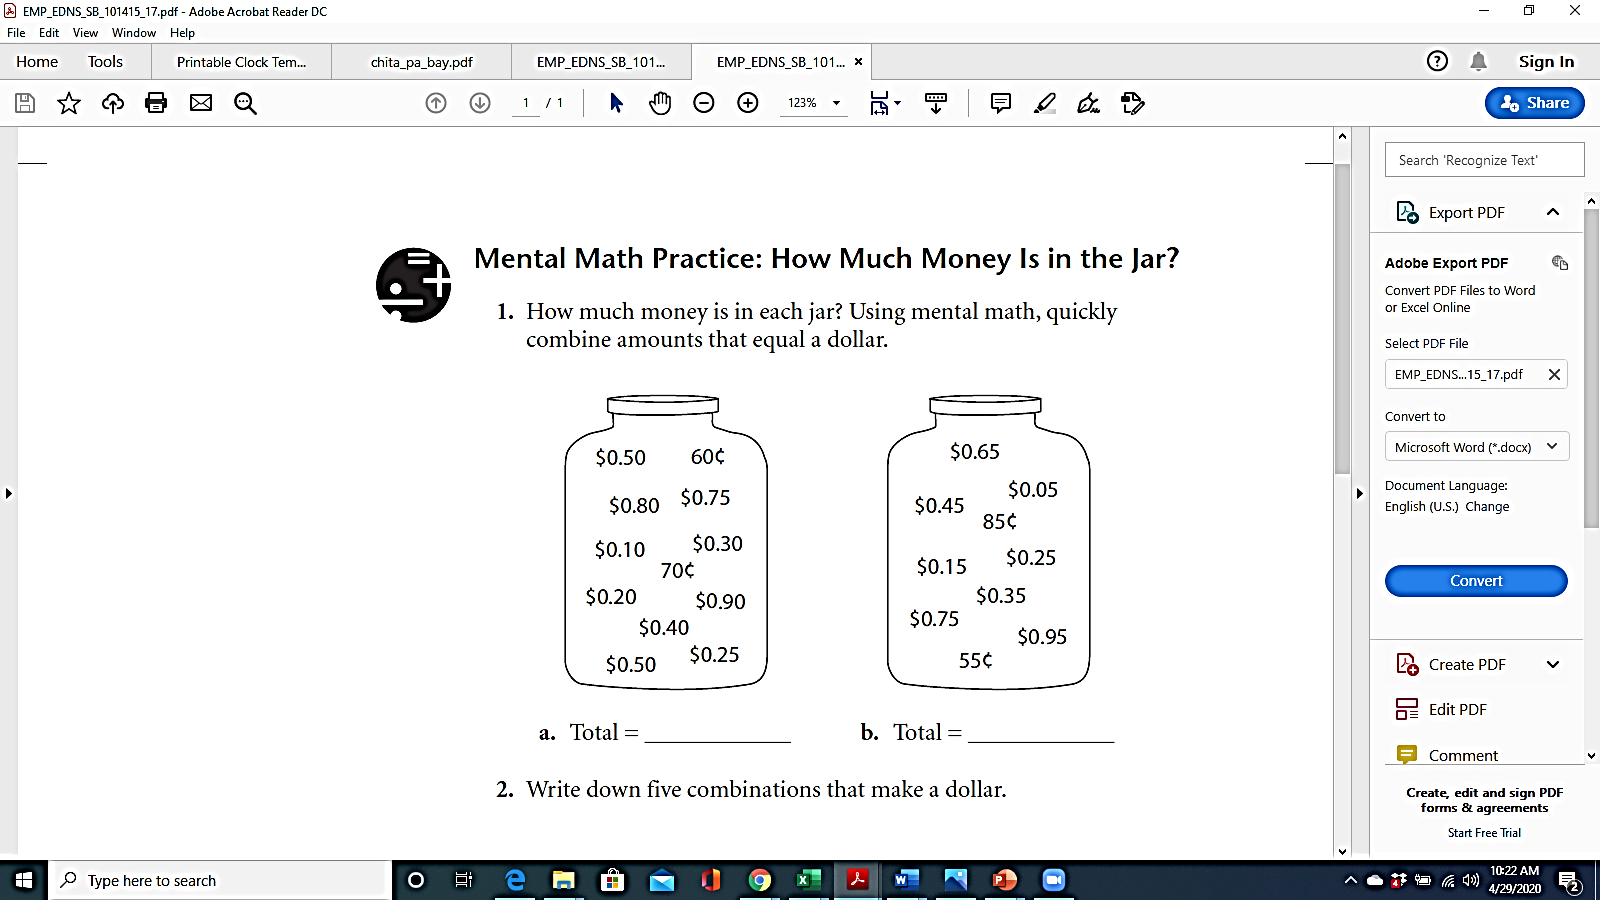 EMP_EDNS_SB_101415_17.pdf - Adobe Acrobat Reader DC
File Edit View Window Help
Home Tools Printable Clock Tem... chita_pa_bay.pdf EMP_EDNS_SB_101... EMP_EDNS_SB_101... × Sign In
1 / 1 123% Share
Search 'Recognize Text'
Export PDF
Adobe Export PDF
Convert PDF Files to Word
or Excel Online
Select PDF File
EMP_EDNS...15_17.pdf
Convert to
Microsoft Word (*.docx)
Document Language:
English (U.S.) Change
Convert
Create PDF
Edit PDF
Comment
Create, edit and sign PDF
forms & agreements
Start Free Trial
Mental Math Practice: How Much Money Is in the Jar?
1. How much money is in each jar? Using mental math, quickly
combine amounts that equal a dollar.
$0.50 60¢
$0.80 $0.75
$0.10 $0.30
70¢
$0.20 $0.90
$0.40
$0.50 $0.25
$0.65
$0.45 $0.05
85¢
$0.15 $0.25
$0.35
$0.75
$0.95
55¢
a. Total = ____________ b. Total = ____________
2. Write down five combinations that make a dollar.
Type here to search
10:22 AM
4/29/2020
2